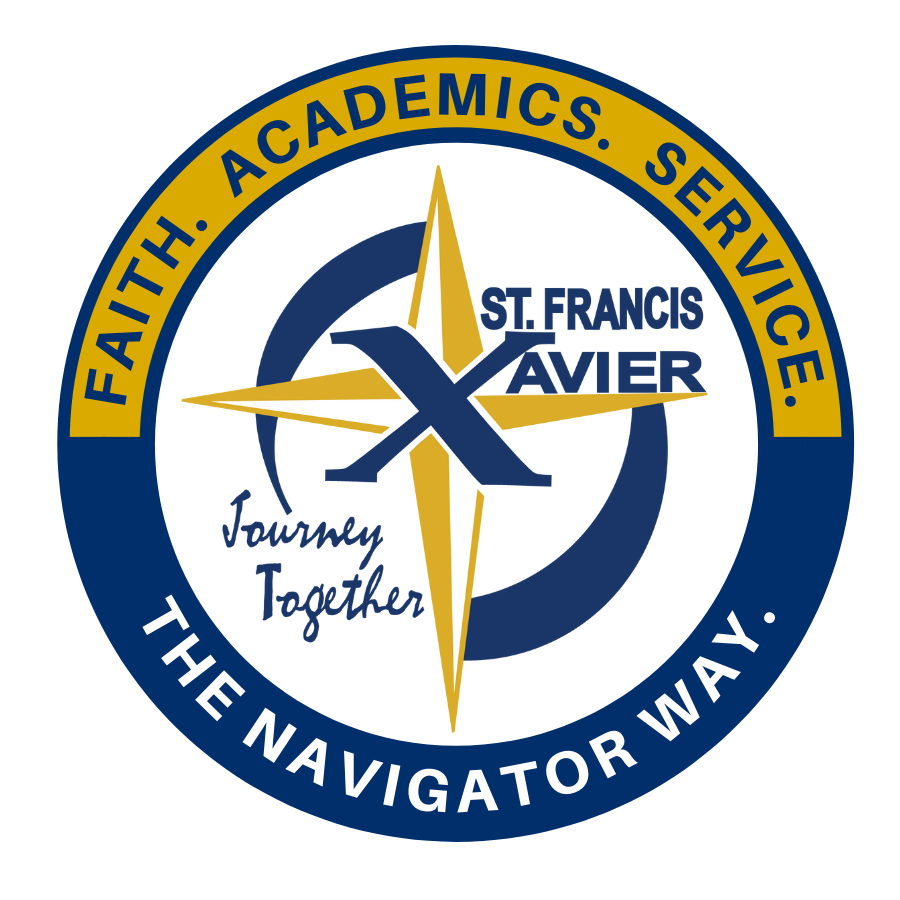 FAITH. ACADEMICS. SERVICE.
ST. FRANCIS
XAVIER
Journey
Together
THE NAVIGATOR WAY.